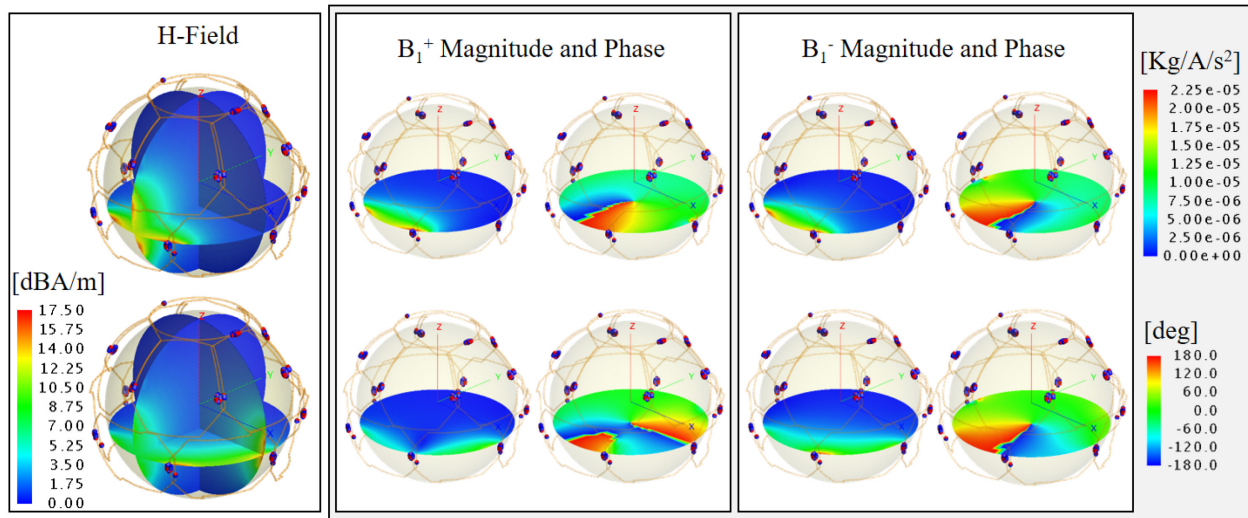 H-Field
B₁⁺ Magnitude and Phase
B₁⁻ Magnitude and Phase
[Kg/A/s²]
2.25e-05
2.00e-05
1.75e-05
1.50e-05
1.25e-05
1.00e-05
7.50e-06
5.00e-06
2.50e-06
0.00e+00
Z
Y
X
Z
Y
X
Z
Y
X
Z
Y
X
Z
Y
X
[dBA/m]
17.50
15.75
14.00
12.25
10.50
8.75
7.00
5.25
3.50
1.75
0.00
Z
Y
X
Z
Y
X
Z
Y
X
Z
Y
X
Z
Y
X
[deg]
180.0
120.0
60.0
0.0
-60.0
-120.0
-180.0